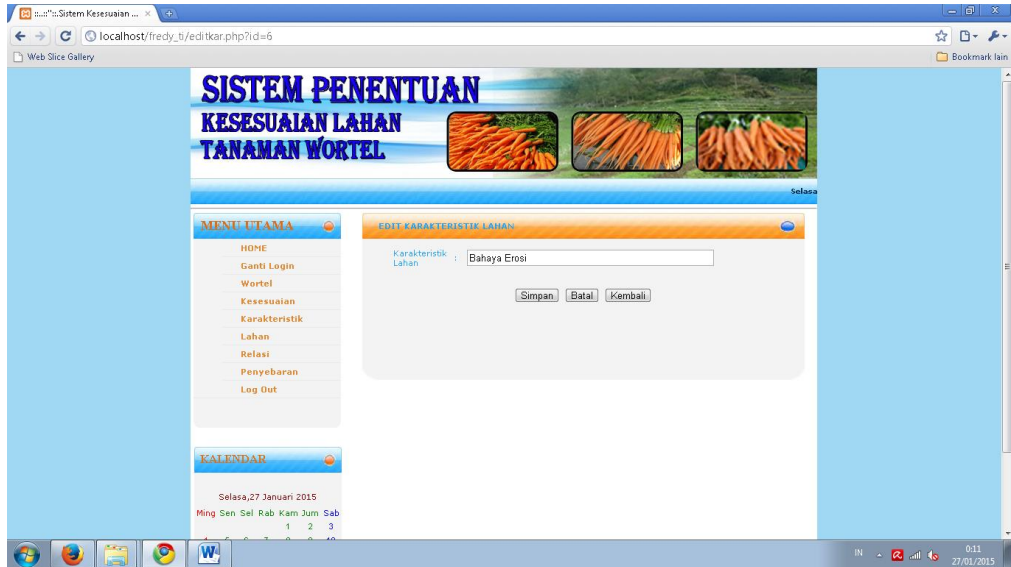 ::..::''::.Sistem Kesesuaian ...
localhost/fredy_ti/editkar.php?id=6
Web Slice Gallery
Bookmark lain
SISTEM PENENTUAN
KESESUAIAN LAHAN
TANAMAN WORTEL
Selasa
MENU UTAMA
HOME
Ganti Login
Wortel
Kesesuaian
Karakteristik
Lahan
Relasi
Penyebaran
Log Out
EDIT KARAKTERISTIK LAHAN
Karakteristik Lahan : Bahaya Erosi
Simpan Batal Kembali
KALENDAR
Selasa,27 Januari 2015
Ming Sen Sel Rab Kam Jum Sab
1 2 3
IN
0:11
27/01/2015